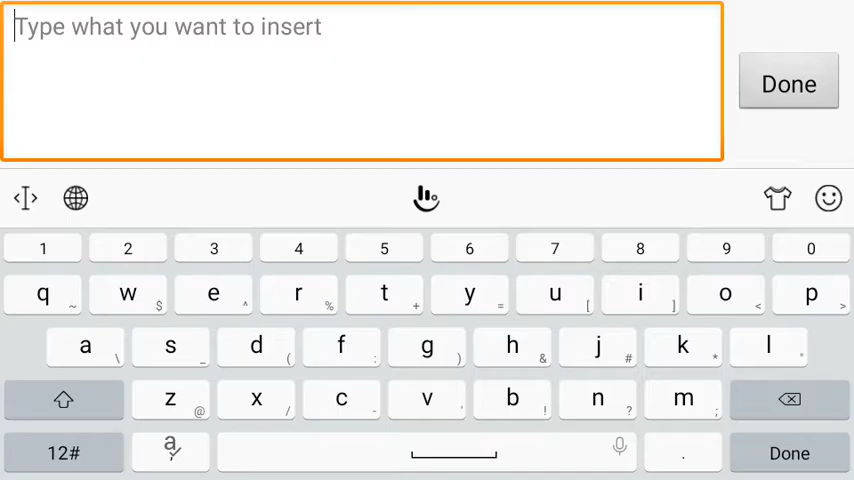 Type what you want to insert
Done
1 2 3 4 5 6 7 8 9 0
q ~ w $ e ^ r % t + y = u [ i ] o < p >
a \ s _ d ( f : g ) h & j # k * l "
z @ x / c - v ' b ! n ? m ;
12# a , . Done